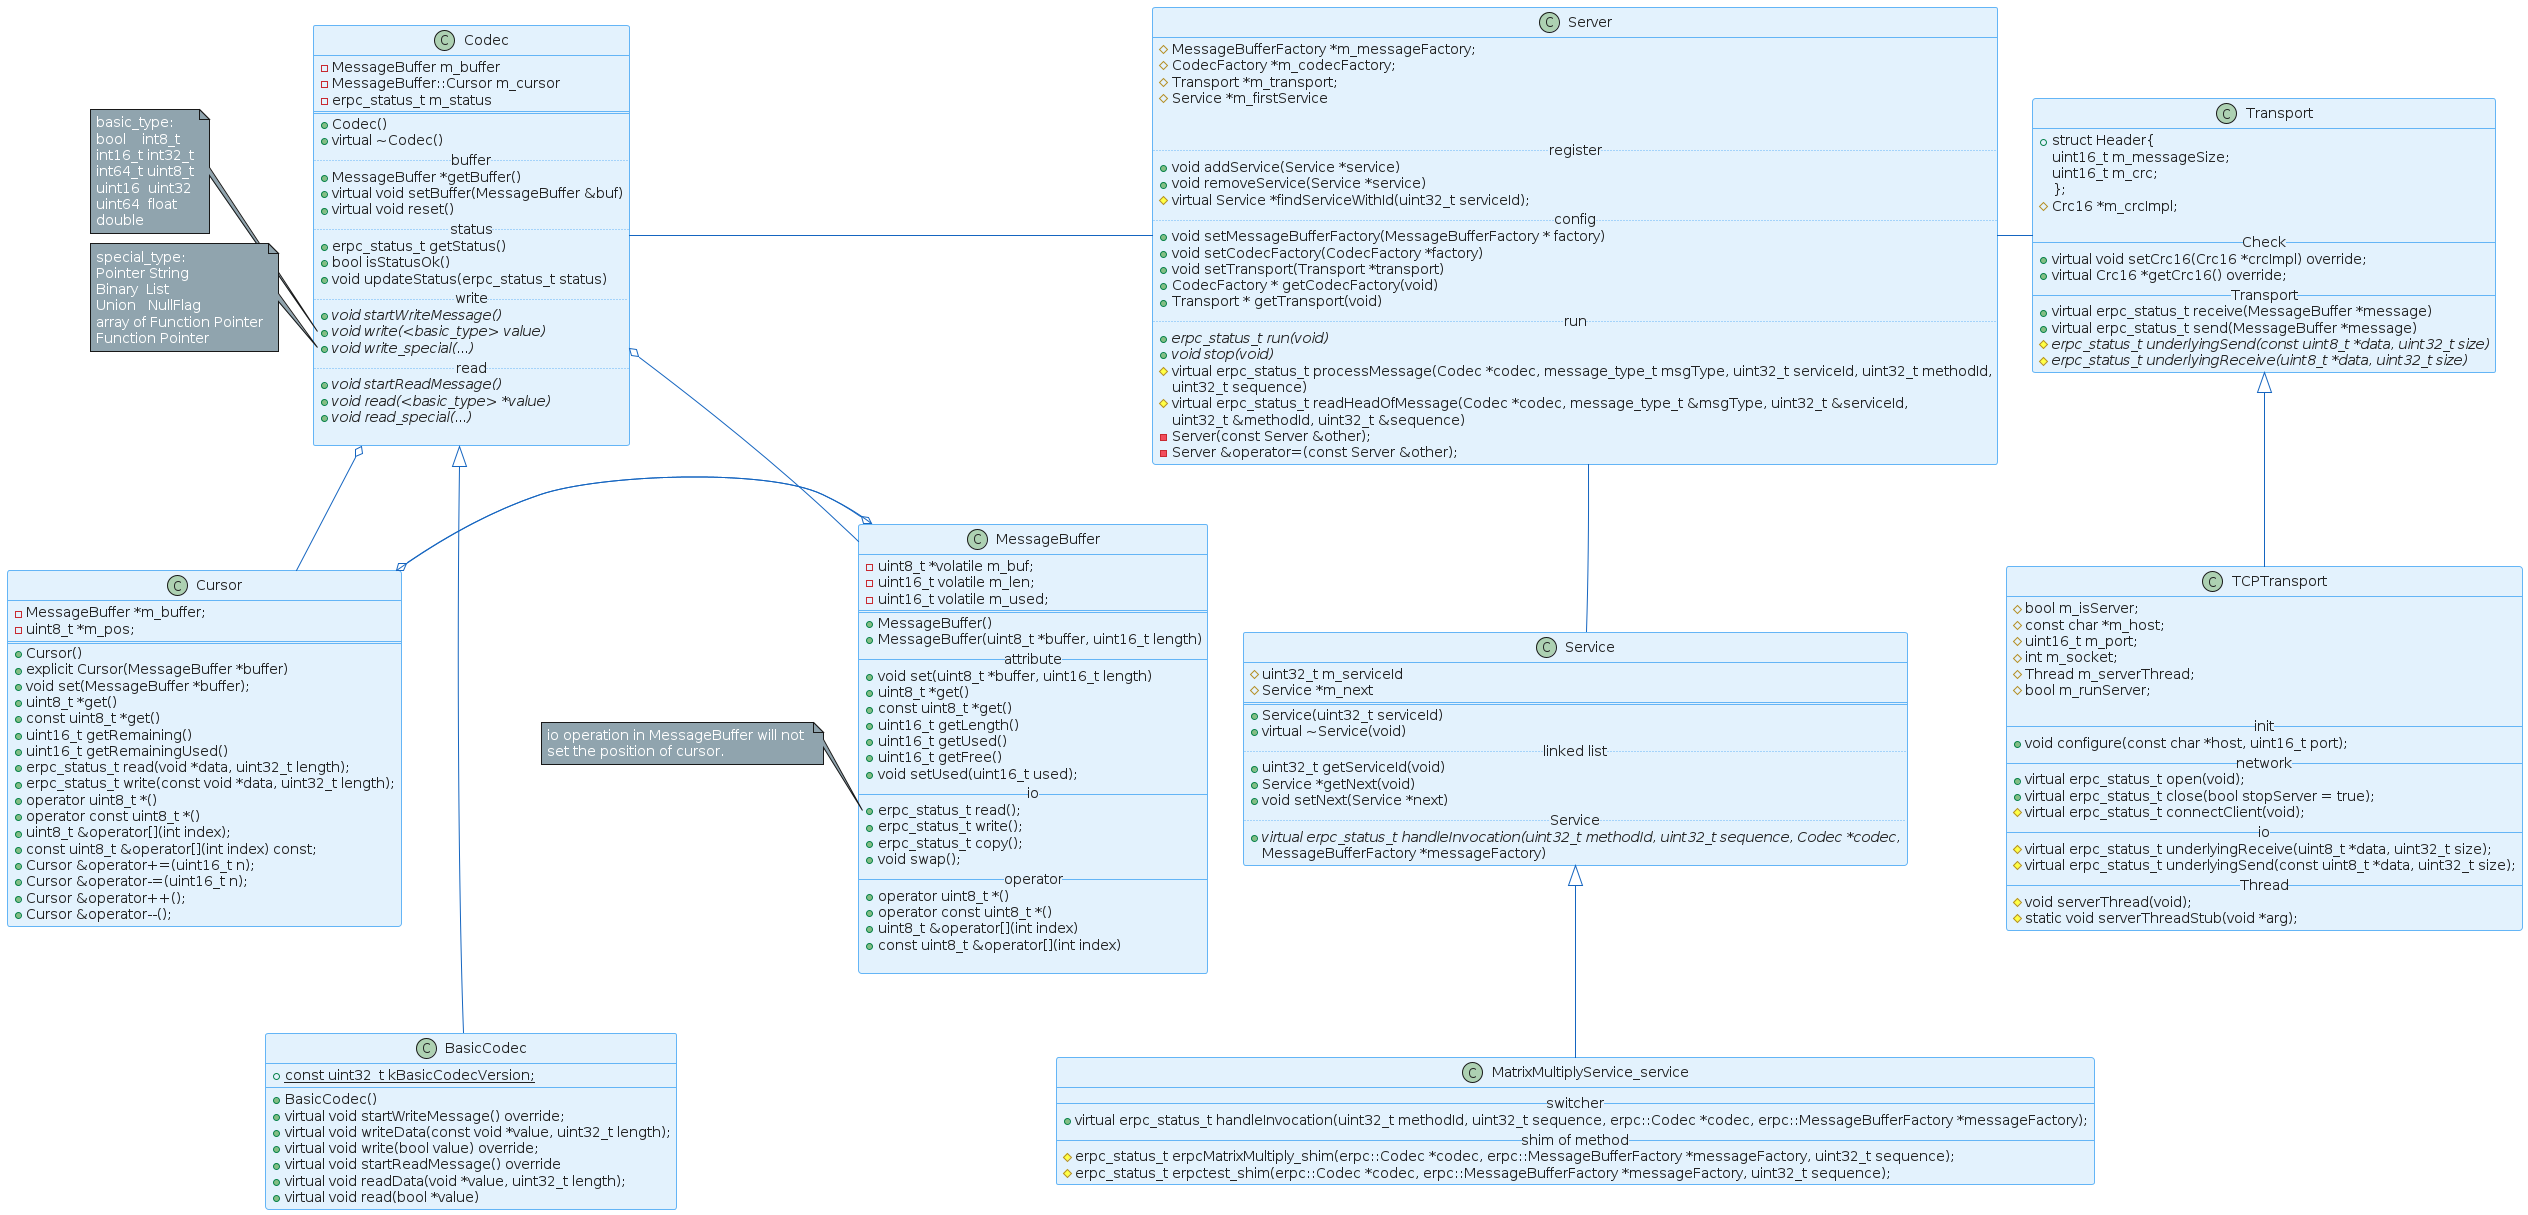 C Codec
MessageBuffer m_buffer
MessageBuffer::Cursor m_cursor
erpc_status_t m_status
Codec()
virtual ~Codec()
buffer
MessageBuffer *getBuffer()
virtual void setBuffer(MessageBuffer &buf)
virtual void reset()
status
erpc_status_t getStatus()
bool isStatusOk()
void updateStatus(erpc_status_t status)
write
void startWriteMessage()
void write(<basic_type> value)
void write_special(...)
read
void startReadMessage()
void read(<basic_type> *value)
void read_special(...)
basic_type:
bool int8_t
int16_t int32_t
int64_t uint8_t
uint16 uint32
uint64 float
double
special_type:
Pointer String
Binary List
Union NullFlag
array of Function Pointer
Function Pointer
C Server
MessageBufferFactory *m_messageFactory;
CodecFactory *m_codecFactory;
Transport *m_transport;
Service *m_firstService
register
void addService(Service *service)
void removeService(Service *service)
virtual Service *findServiceWithId(uint32_t serviceId);
config
void setMessageBufferFactory(MessageBufferFactory * factory)
void setCodecFactory(CodecFactory *factory)
void setTransport(Transport *transport)
CodecFactory * getCodecFactory(void)
Transport * getTransport(void)
run
erpc_status_t run(void)
void stop(void)
virtual erpc_status_t processMessage(Codec *codec, message_type_t msgType, uint32_t serviceId, uint32_t methodId,
uint32_t sequence)
virtual erpc_status_t readHeadOfMessage(Codec *codec, message_type_t &msgType, uint32_t &serviceId,
uint32_t &methodId, uint32_t &sequence)
Server(const Server &other);
Server &operator=(const Server &other);
C Transport
struct Header{
uint16_t m_messageSize;
uint16_t m_crc;
};
Crc16 *m_crcImpl;
Check
virtual void setCrc16(Crc16 *crcImpl) override;
virtual Crc16 *getCrc16() override;
Transport
virtual erpc_status_t receive(MessageBuffer *message)
virtual erpc_status_t send(MessageBuffer *message)
erpc_status_t underlyingSend(const uint8_t *data, uint32_t size)
erpc_status_t underlyingReceive(uint8_t *data, uint32_t size)
C Cursor
MessageBuffer *m_buffer;
uint8_t *m_pos;
Cursor()
explicit Cursor(MessageBuffer *buffer)
void set(MessageBuffer *buffer);
uint8_t *get()
const uint8_t *get()
uint16_t getRemaining()
uint16_t getRemainingUsed()
erpc_status_t read(void *data, uint32_t length);
erpc_status_t write(const void *data, uint32_t length);
operator uint8_t *()
operator const uint8_t *()
uint8_t &operator[](int index);
const uint8_t &operator[](int index) const;
Cursor &operator+=(uint16_t n);
Cursor &operator-=(uint16_t n);
Cursor &operator++();
Cursor &operator--();
C MessageBuffer
uint8_t *volatile m_buf;
uint16_t volatile m_len;
uint16_t volatile m_used;
MessageBuffer()
MessageBuffer(uint8_t *buffer, uint16_t length)
attribute
void set(uint8_t *buffer, uint16_t length)
uint8_t *get()
const uint8_t *get()
uint16_t getLength()
uint16_t getUsed()
uint16_t getFree()
void setUsed(uint16_t used);
io
erpc_status_t read();
erpc_status_t write();
erpc_status_t copy();
void swap();
operator
operator uint8_t *()
operator const uint8_t *()
uint8_t &operator[](int index)
const uint8_t &operator[](int index)
io operation in MessageBuffer will not
set the position of cursor.
C Service
uint32_t m_serviceId
Service *m_next
Service(uint32_t serviceId)
virtual ~Service(void)
linked list
uint32_t getServiceId(void)
Service *getNext(void)
void setNext(Service *next)
Service
virtual erpc_status_t handleInvocation(uint32_t methodId, uint32_t sequence, Codec *codec,
MessageBufferFactory *messageFactory)
C TCPTransport
bool m_isServer;
const char *m_host;
uint16_t m_port;
int m_socket;
Thread m_serverThread;
bool m_runServer;
init
void configure(const char *host, uint16_t port);
network
virtual erpc_status_t open(void);
virtual erpc_status_t close(bool stopServer = true);
virtual erpc_status_t connectClient(void);
io
virtual erpc_status_t underlyingReceive(uint8_t *data, uint32_t size);
virtual erpc_status_t underlyingSend(const uint8_t *data, uint32_t size);
Thread
void serverThread(void);
static void serverThreadStub(void *arg);
C BasicCodec
const uint32_t kBasicCodecVersion;
BasicCodec()
virtual void startWriteMessage() override;
virtual void writeData(const void *value, uint32_t length);
virtual void write(bool value) override;
virtual void startReadMessage() override
virtual void readData(void *value, uint32_t length);
virtual void read(bool *value)
C MatrixMultiplyService_service
switcher
virtual erpc_status_t handleInvocation(uint32_t methodId, uint32_t sequence, erpc::Codec *codec, erpc::MessageBufferFactory *messageFactory);
shim of method
erpc_status_t erpcMatrixMultiply_shim(erpc::Codec *codec, erpc::MessageBufferFactory *messageFactory, uint32_t sequence);
erpc_status_t erpctest_shim(erpc::Codec *codec, erpc::MessageBufferFactory *messageFactory, uint32_t sequence);